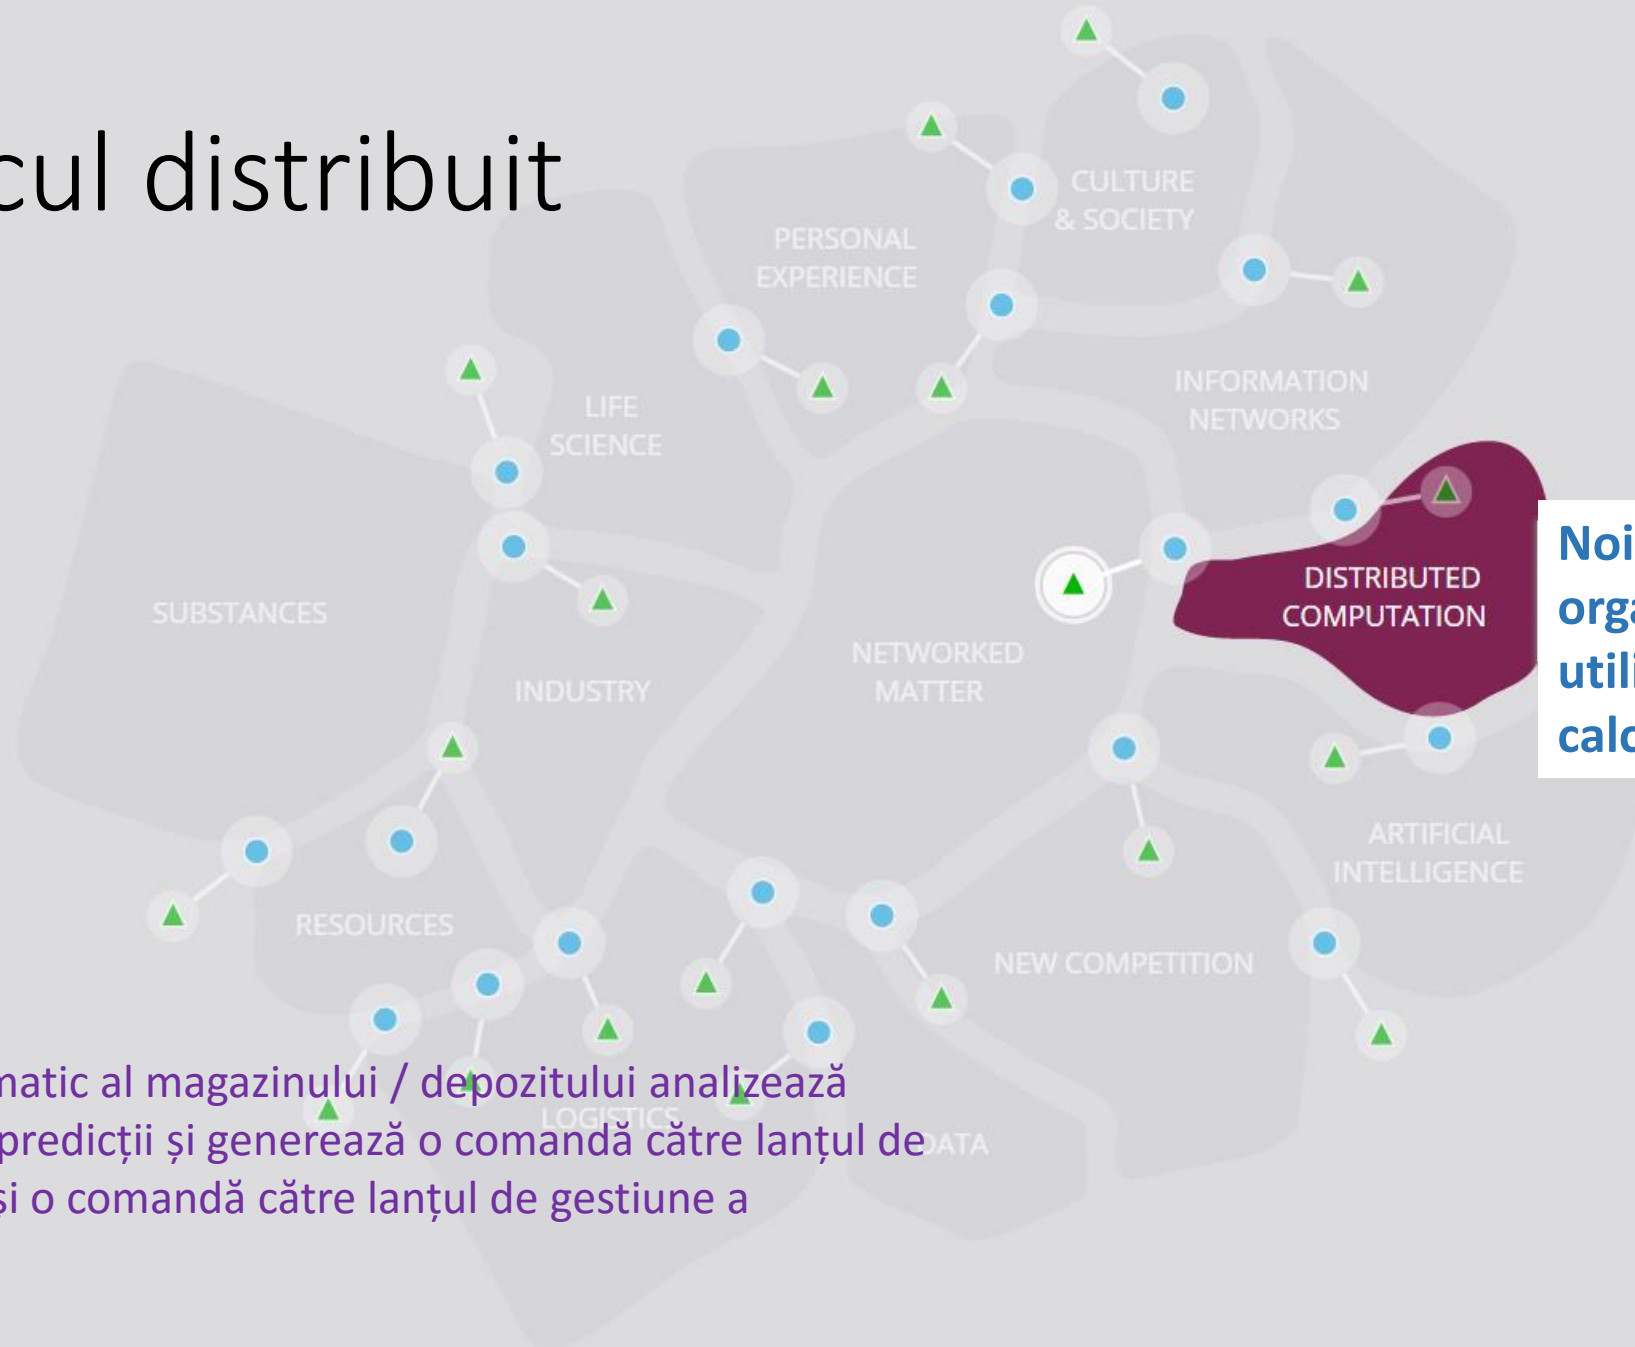 cul distribuit
CULTURE
& SOCIETY
PERSONAL
EXPERIENCE
INFORMATION
NETWORKS
LIFE
SCIENCE
DISTRIBUTED
COMPUTATION
Noi
orga
utili
calc
SUBSTANCES
NETWORKED
MATTER
INDUSTRY
ARTIFICIAL
INTELLIGENCE
RESOURCES
NEW COMPETITION
matic al magazinului / depozitului analizează
predicții și generează o comandă către lanțul de
și o comandă către lanțul de gestiune a
LOGISTICS
DATA